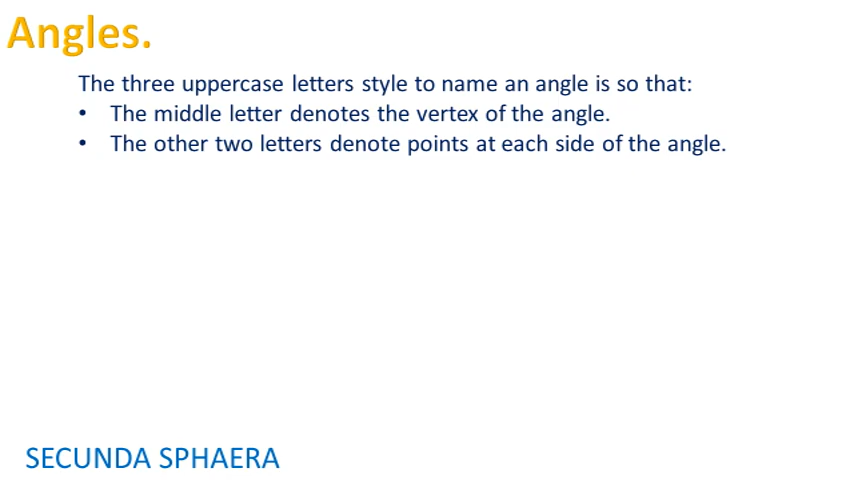 Angles.
The three uppercase letters style to name an angle is so that:
• The middle letter denotes the vertex of the angle.
• The other two letters denote points at each side of the angle.
SECUNDA SPHAERA